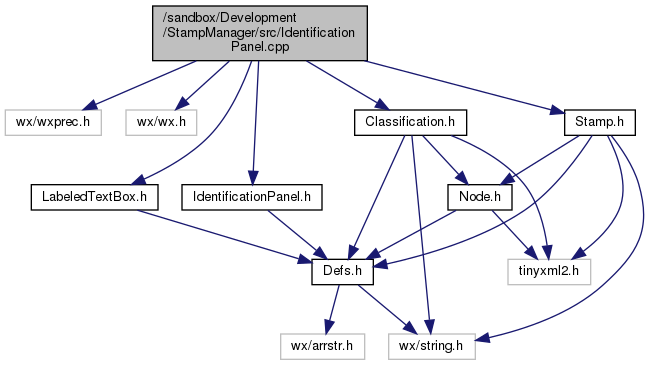 /sandbox/Development
/StampManager/src/Identification
Panel.cpp
wx/wxprec.h
wx/wx.h
Classification.h
Stamp.h
LabeledTextBox.h
IdentificationPanel.h
Node.h
Defs.h
tinyxml2.h
wx/arrstr.h
wx/string.h